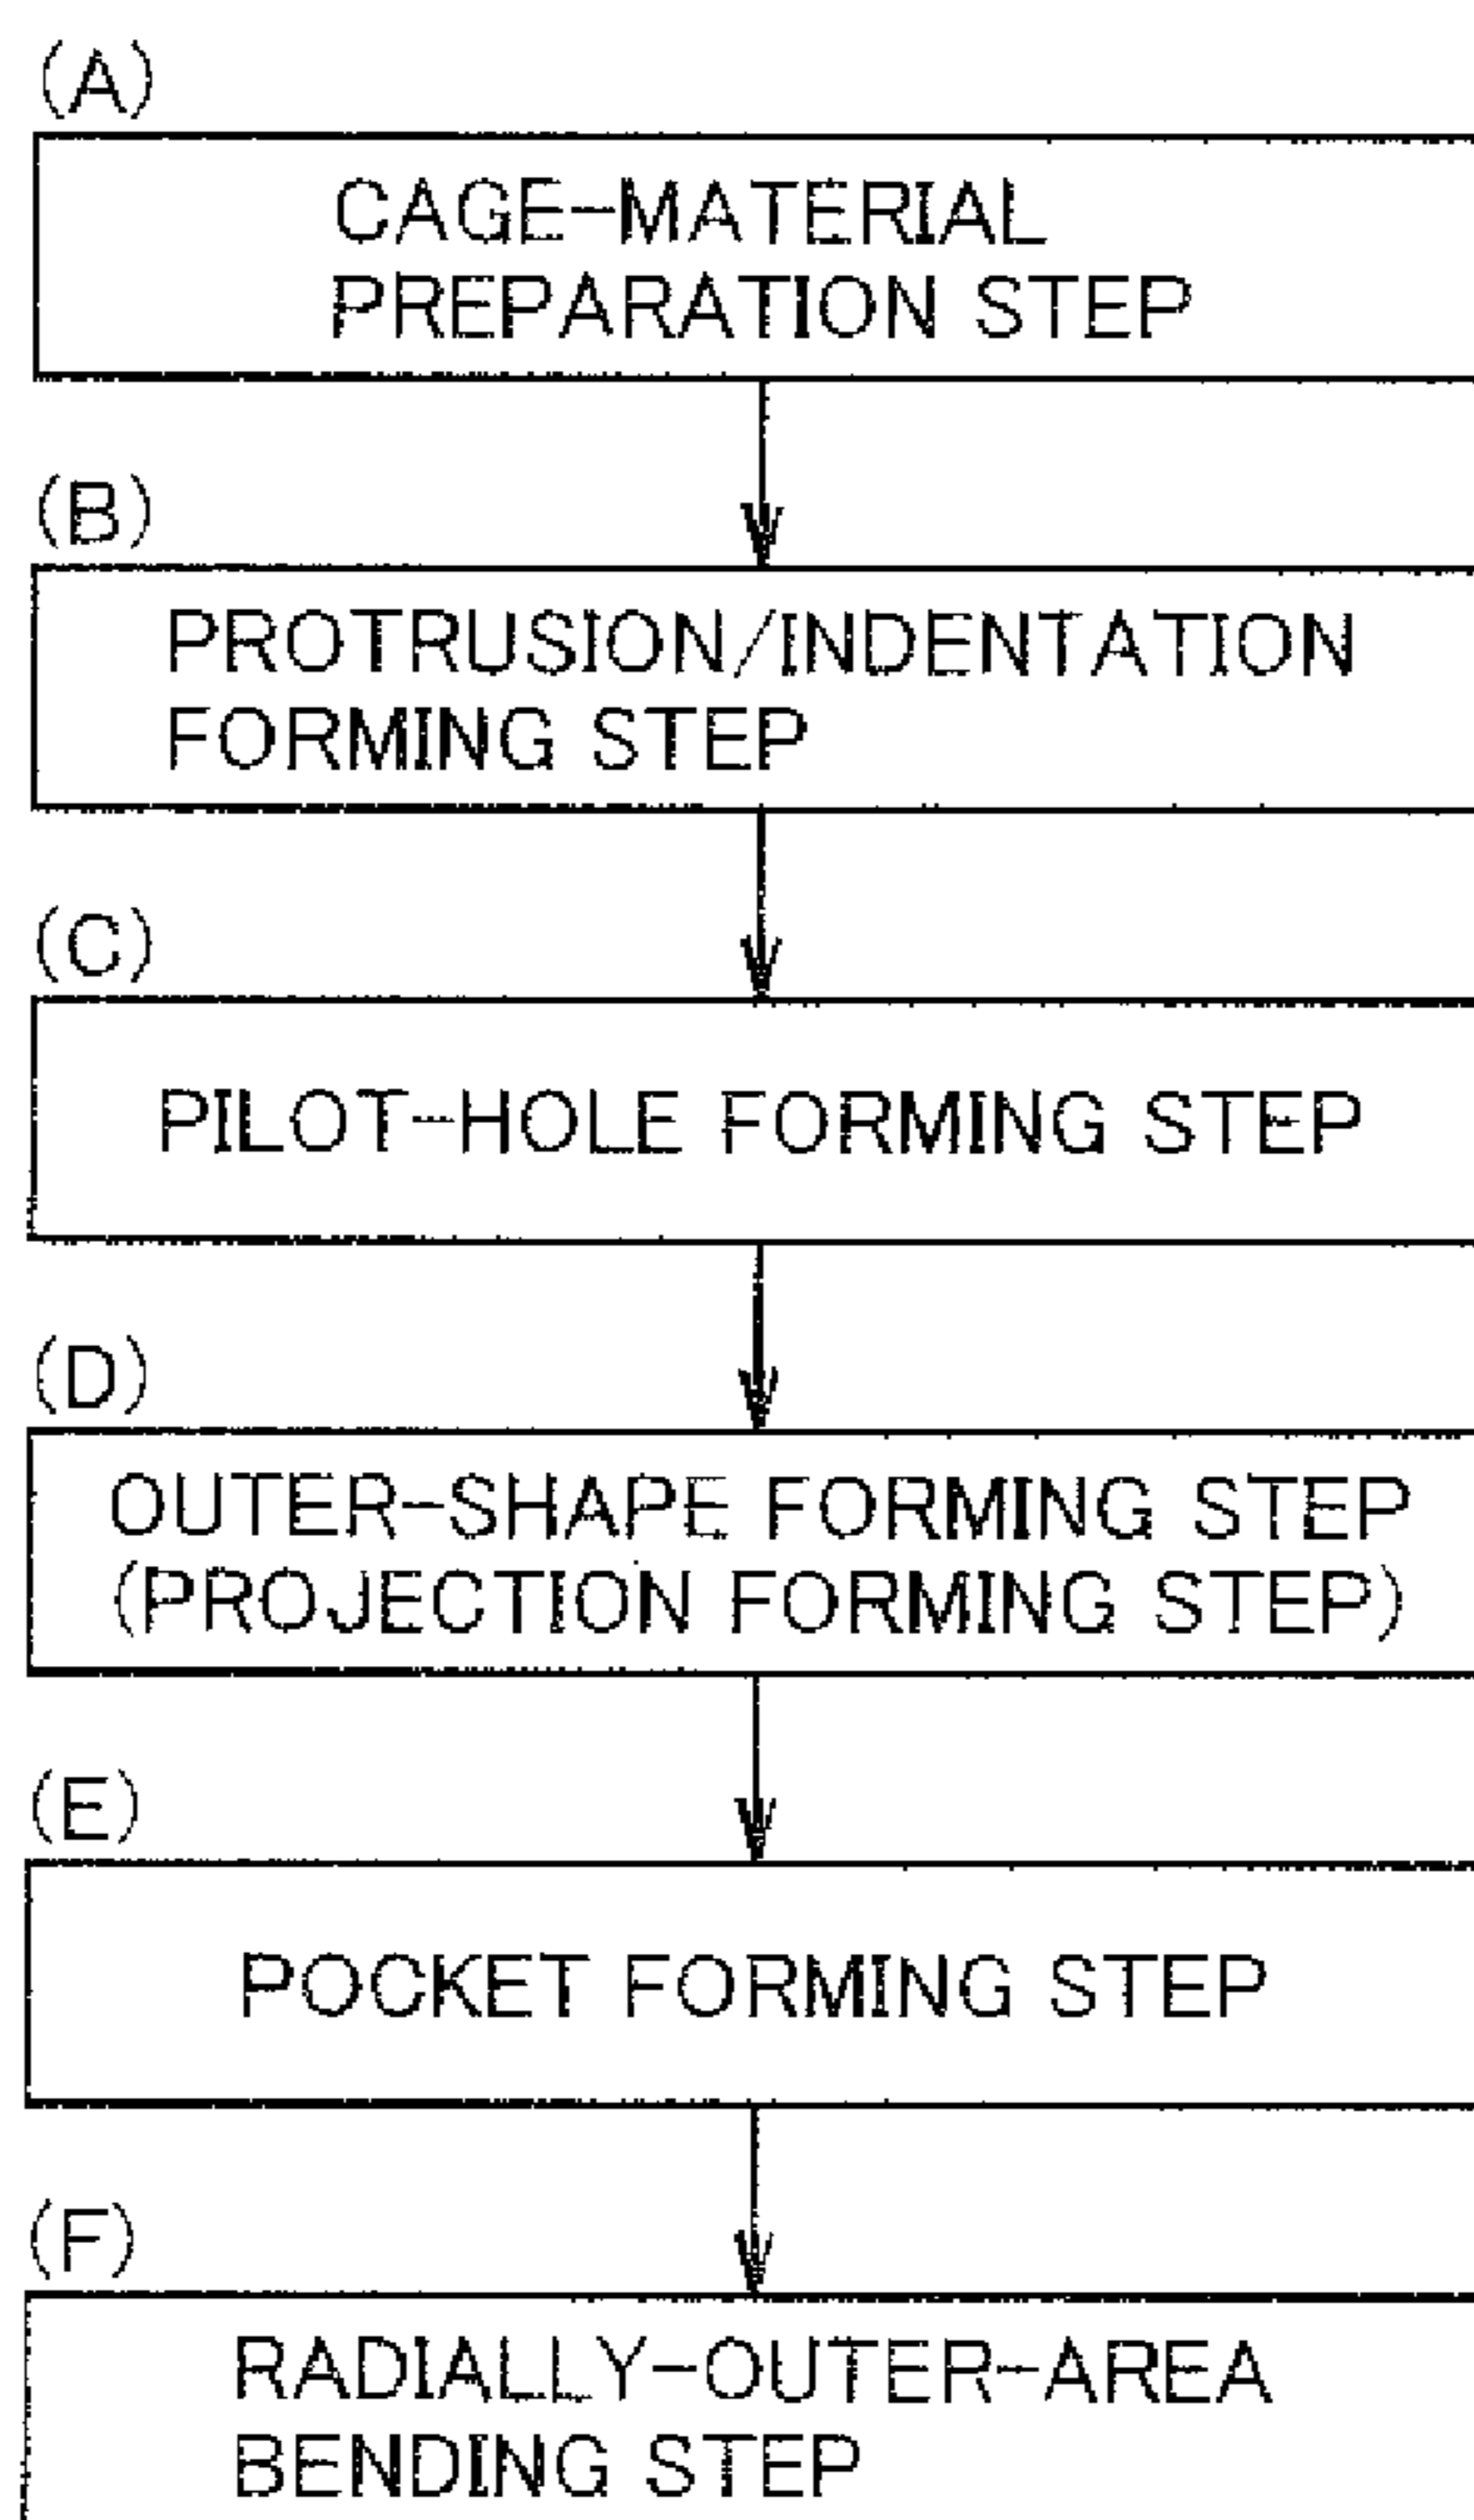 (A)
CAGE-MATERIAL
PREPARATION STEP
(B)
PROTRUSION/INDENTATION
FORMING STEP
(C)
PILOT-HOLE FORMING STEP
(D)
OUTER-SHAPE FORMING STEP
(PROJECTION FORMING STEP)
(E)
POCKET FORMING STEP
(F)
RADIALLY-OUTER-AREA
BENDING STEP